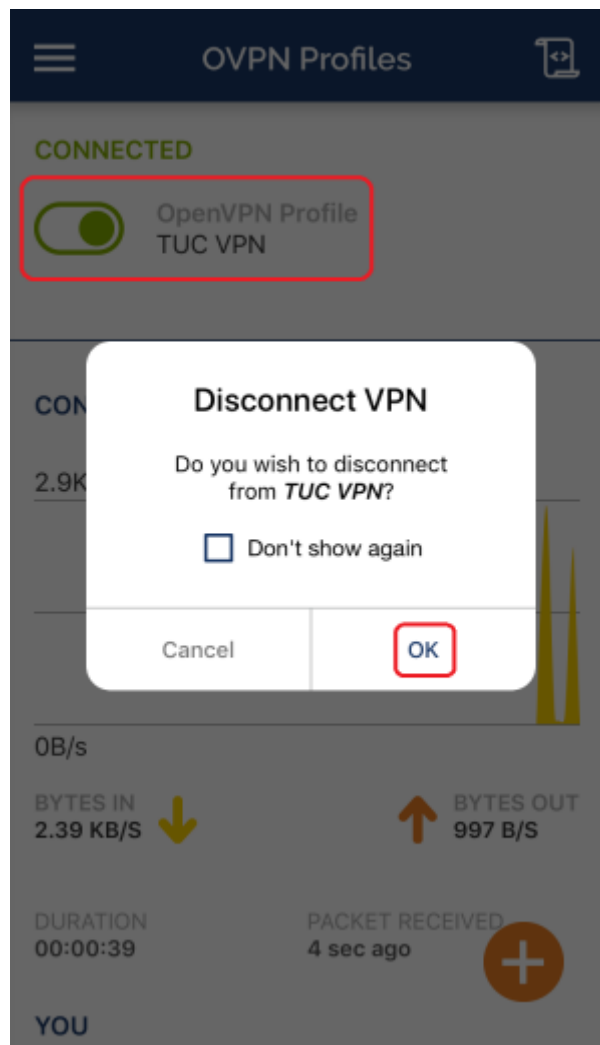 OVPN Profiles
CONNECTED
OpenVPN Profile
TUC VPN
CON
2.9K
Disconnect VPN
Do you wish to disconnect
from TUC VPN?
Don't show again
Cancel
OK
0B/s
BYTES IN
2.39 KB/S
BYTES OUT
997 B/S
DURATION
00:00:39
PACKET RECEIVED
4 sec ago
YOU